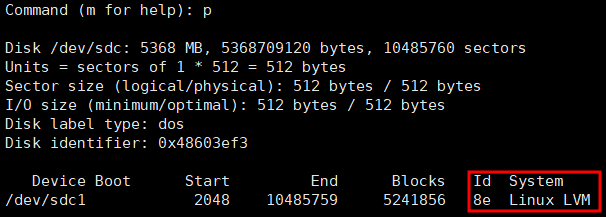 Command (m for help): p
Disk /dev/sdc: 5368 MB, 5368709120 bytes, 10485760 sectors
Units = sectors of 1 * 512 = 512 bytes
Sector size (logical/physical): 512 bytes / 512 bytes
I/O size (minimum/optimal): 512 bytes / 512 bytes
Disk label type: dos
Disk identifier: 0x48603ef3
Device Boot Start End Blocks Id System
/dev/sdc1 2048 10485759 5241856 8e Linux LVM